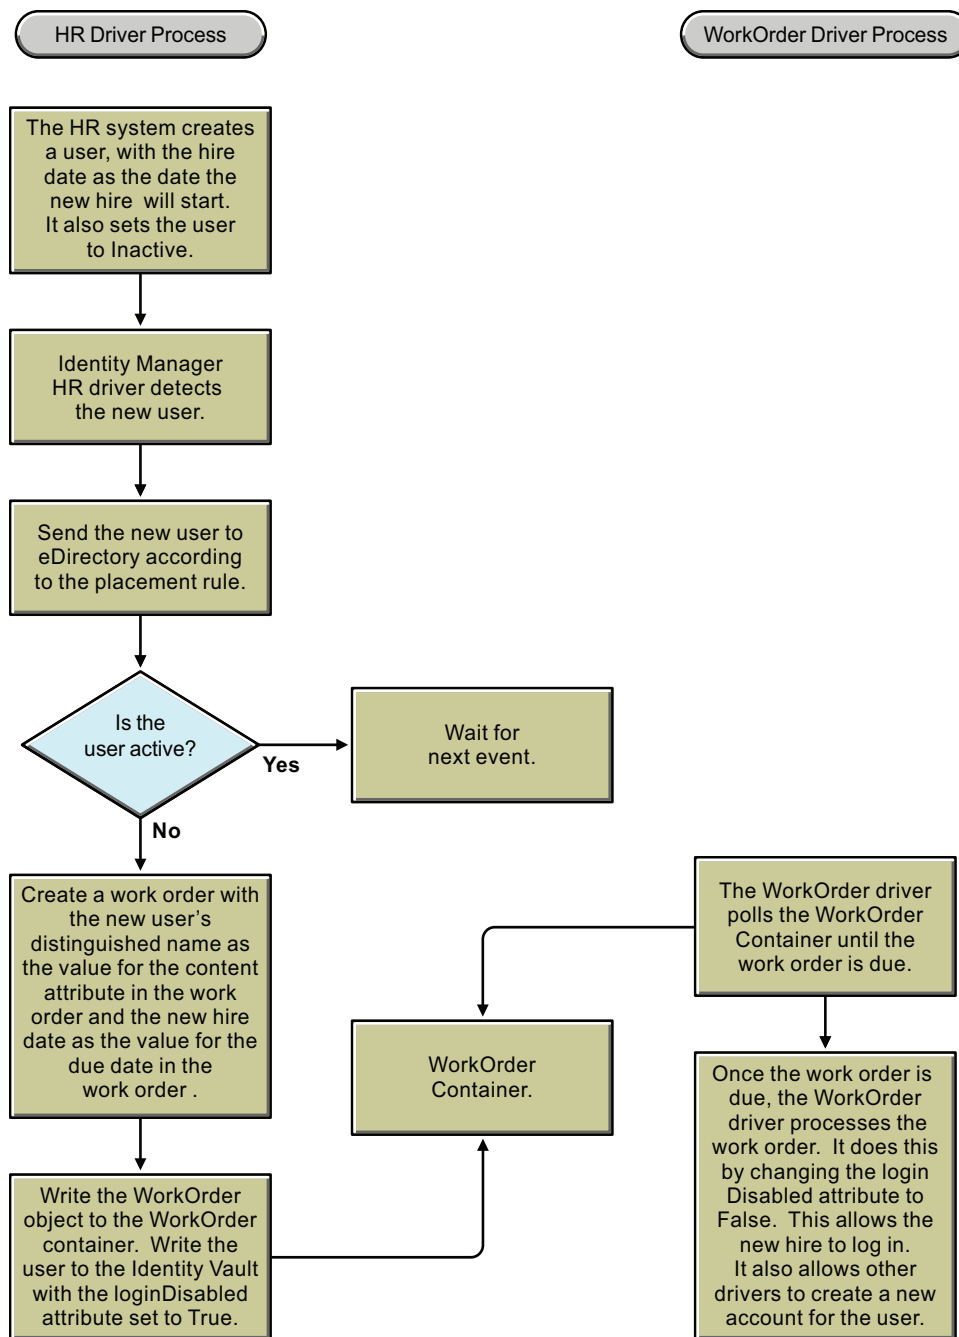 HR Driver Process
WorkOrder Driver Process
The HR system creates
a user, with the hire
date as the date the
new hire will start.
It also sets the user
to Inactive.
Identity Manager
HR driver detects
the new user.
Send the new user to
eDirectory according
to the placement rule.
Is the
user active?
Yes
Wait for
next event.
No
Create a work order with
the new user’s
distinguished name as
the value for the content
attribute in the work
order and the new hire
date as the value for the
due date in the
work order .
The WorkOrder driver
polls the WorkOrder
Container until the
work order is due.
WorkOrder
Container.
Write the WorkOrder
object to the WorkOrder
container. Write the
user to the Identity Vault
with the loginDisabled
attribute set to True.
Once the work order is
due, the WorkOrder
driver processes the
work order. It does this
by changing the login
Disabled attribute to
False. This allows the
new hire to log in.
It also allows other
drivers to create a new
account for the user.